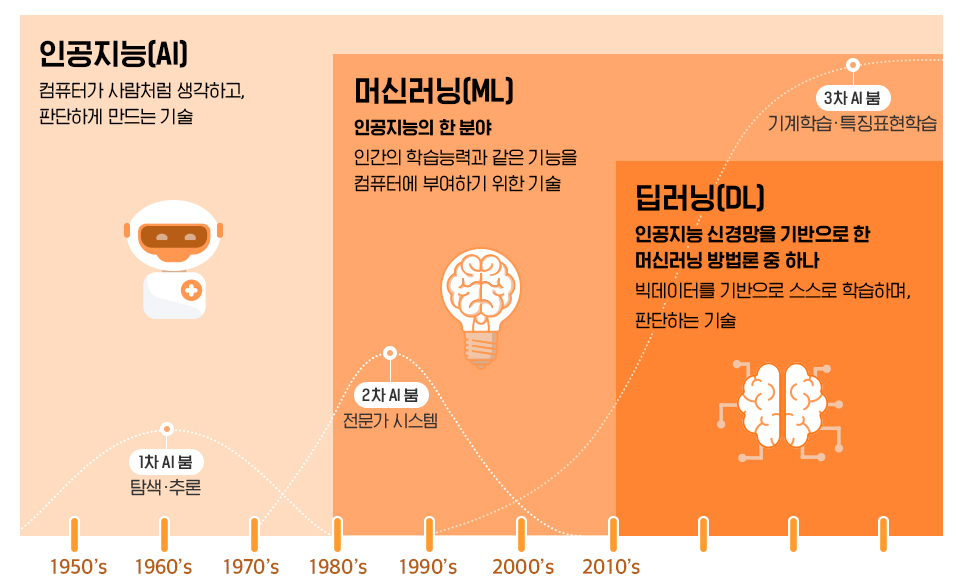 인공지능(AI)
컴퓨터가 사람처럼 생각하고,
판단하게 만드는 기술
머신러닝(ML)
인공지능의 한 분야
인간의 학습능력과 같은 기능을
컴퓨터에 부여하기 위한 기술
3차 AI 붐
기계학습·특징표현학습
딥러닝(DL)
인공지능 신경망을 기반으로 한
머신러닝 방법론 중 하나
빅데이터를 기반으로 스스로 학습하며,
판단하는 기술
2차 AI 붐
전문가 시스템
1차 AI 붐
탐색·추론
1950's 1960's 1970's 1980's 1990's 2000's 2010's